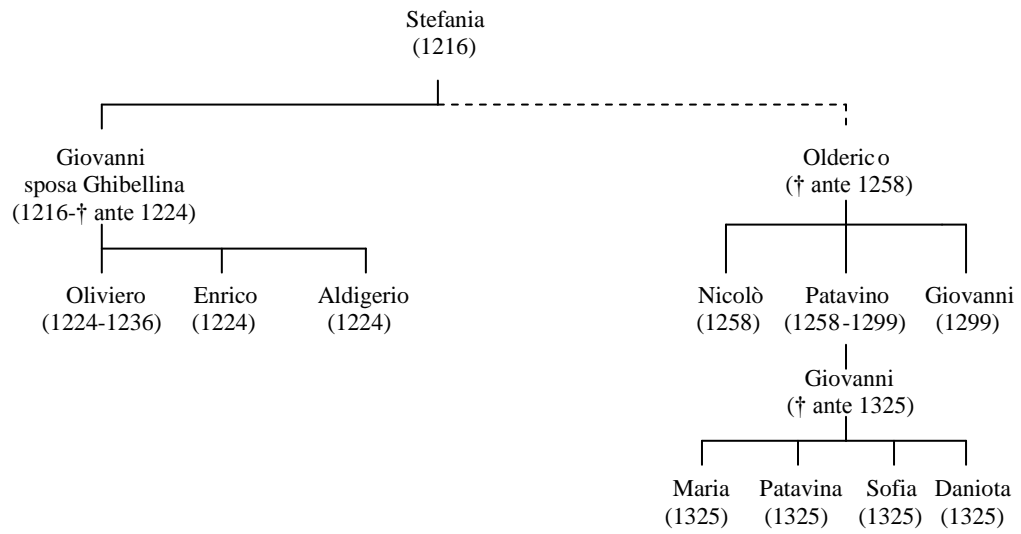 Stefania
(1216)
Giovanni
sposa Ghibellina
(1216-† ante 1224)
Olderico
(† ante 1258)
Oliviero
(1224-1236)
Enrico
(1224)
Aldigerio
(1224)
Nicolò
(1258)
Patavino
(1258-1299)
Giovanni
(1299)
Giovanni
(† ante 1325)
Maria
(1325)
Patavina
(1325)
Sofia
(1325)
Daniota
(1325)